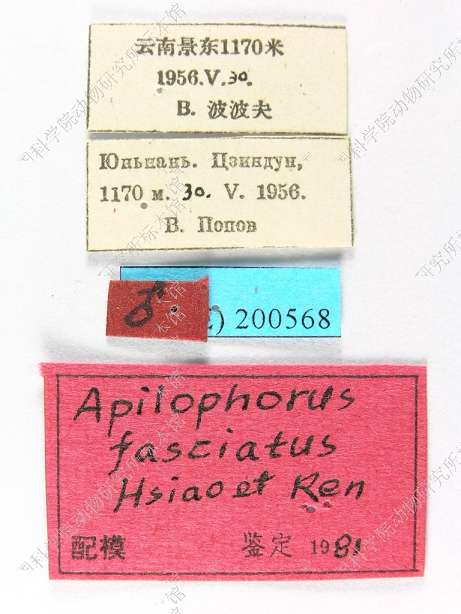 云南景东1170米
1956.V.30.
B. 波波夫
Юньнань. Цзиндун,
1170 м. 30. V. 1956.
В. Попов
♂ ) 200568
Apilophorus
fasciatus
Hsiao et Ren
配模 鉴定 1981